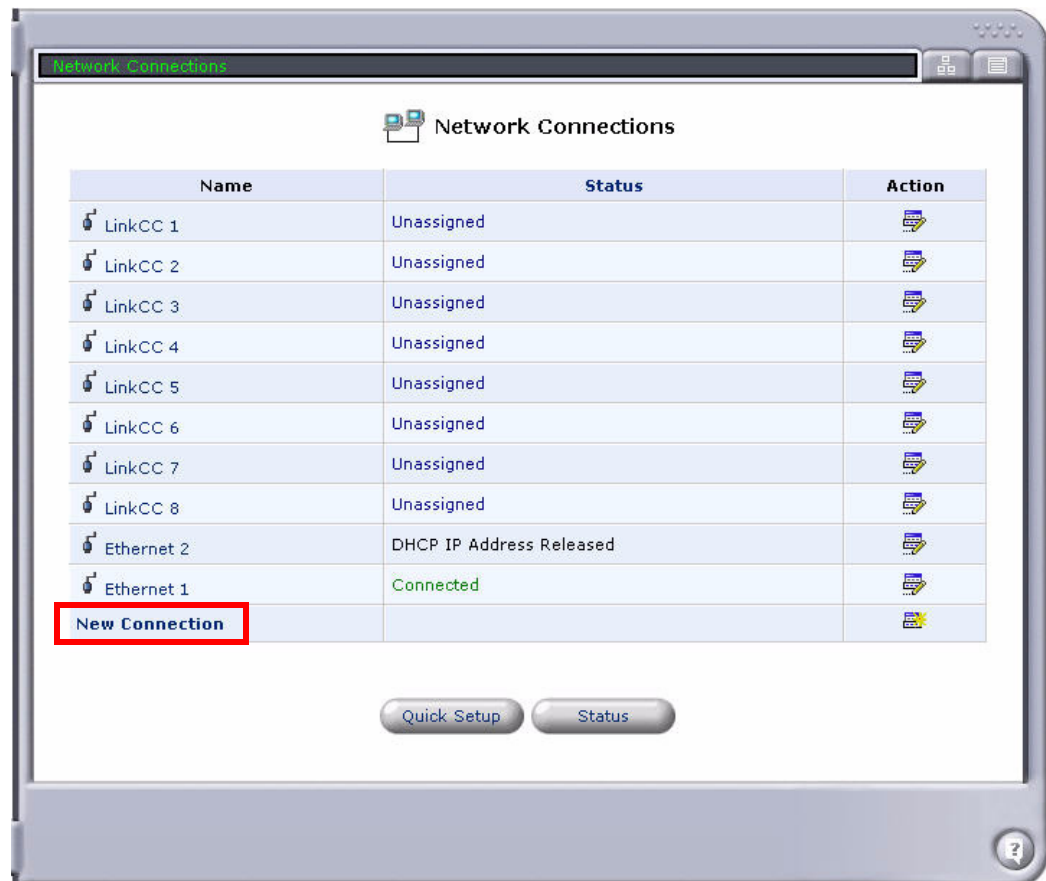 Network Connections
Network Connections
Name Status Action
LinkCC 1 Unassigned
LinkCC 2 Unassigned
LinkCC 3 Unassigned
LinkCC 4 Unassigned
LinkCC 5 Unassigned
LinkCC 6 Unassigned
LinkCC 7 Unassigned
LinkCC 8 Unassigned
Ethernet 2 DHCP IP Address Released
Ethernet 1 Connected
New Connection
Quick Setup Status
?